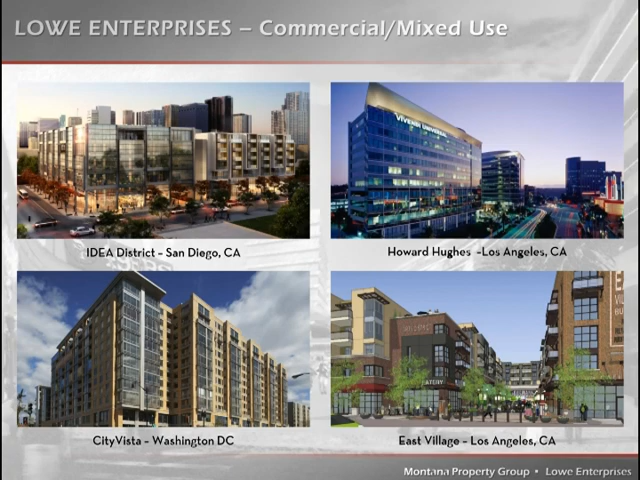 LOWE ENTERPRISES – Commercial/Mixed Use
VIVENDI UNIVERSAL
IDEA District – San Diego, CA
Howard Hughes –Los Angeles, CA
CityVista – Washington DC
East Village – Los Angeles, CA
Montana Property Group • Lowe Enterprises